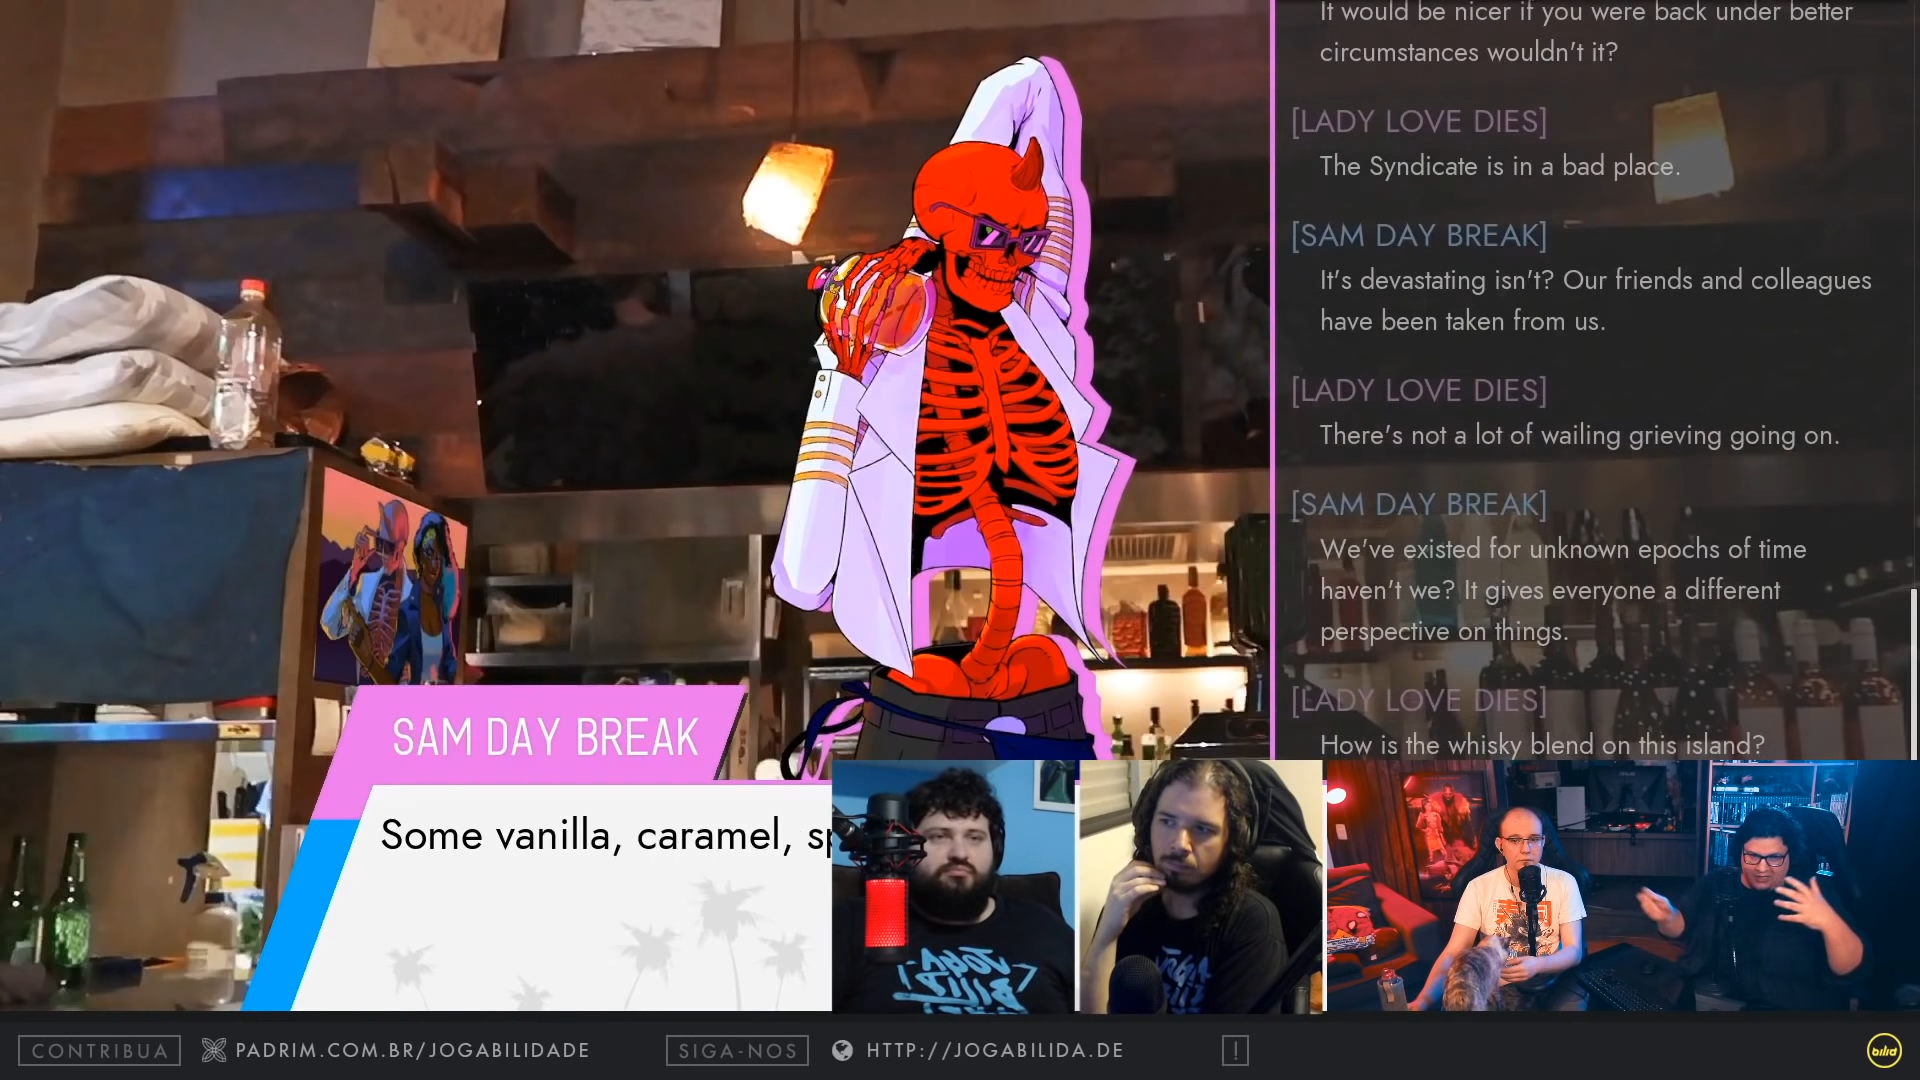 It would be nicer if you were back under better
circumstances wouldn't it?
[LADY LOVE DIES]
The Syndicate is in a bad place.
[SAM DAY BREAK]
It's devastating isn't? Our friends and colleagues
have been taken from us.
[LADY LOVE DIES]
There's not a lot of wailing grieving going on.
[SAM DAY BREAK]
We've existed for unknown epochs of time
haven't we? It gives everyone a different
perspective on things.
[LADY LOVE DIES]
How is the whisky blend on this island?
SAM DAY BREAK
Some vanilla, caramel,
CONTRIBUA
PADRIM.COM.BR/JOGABILIDADE
SIGA-NOS
HTTP://JOGABILIDA.DE
!